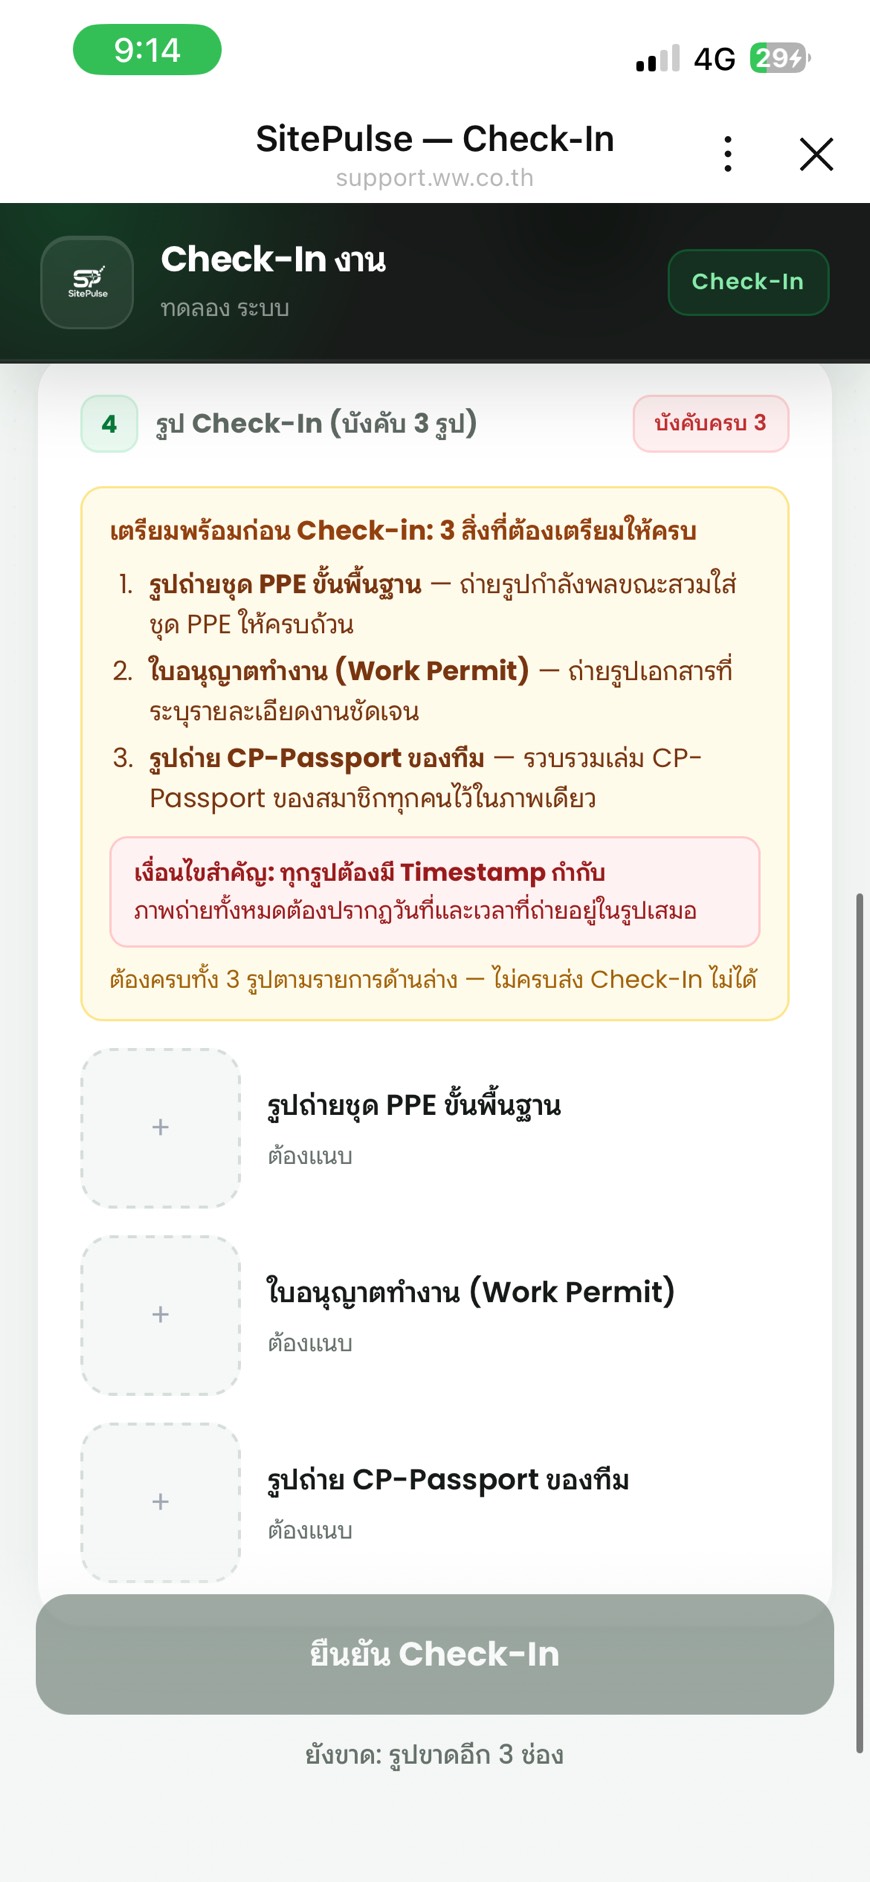 9:14
4G
29
SitePulse — Check-In
support.ww.co.th
SP
SitePulse
Check-In งาน
ทดลอง ระบบ
Check-In
4
รูป Check-In (บังคับ 3 รูป)
บังคับครบ 3
เตรียมพร้อมก่อน Check-in: 3 สิ่งที่ต้องเตรียมให้ครบ
1. รูปถ่ายชุด PPE ขั้นพื้นฐาน — ถ่ายรูปกำลังพลขณะสวมใส่
ชุด PPE ให้ครบถ้วน
2. ใบอนุญาตทำงาน (Work Permit) — ถ่ายรูปเอกสารที่
ระบุรายละเอียดงานชัดเจน
3. รูปถ่าย CP-Passport ของทีม — รวบรวมเล่ม CP-
Passport ของสมาชิกทุกคนไว้ในภาพเดียว
เงื่อนไขสำคัญ: ทุกรูปต้องมี Timestamp กำกับ
ภาพถ่ายทั้งหมดต้องปรากฏวันที่และเวลาที่ถ่ายอยู่ในรูปเสมอ
ต้องครบทั้ง 3 รูปตามรายการด้านล่าง — ไม่ครบส่ง Check-In ไม่ได้
+
รูปถ่ายชุด PPE ขั้นพื้นฐาน
ต้องแนบ
+
ใบอนุญาตทำงาน (Work Permit)
ต้องแนบ
+
รูปถ่าย CP-Passport ของทีม
ต้องแนบ
ยืนยัน Check-In
ยังขาด: รูปขาดอีก 3 ช่อง